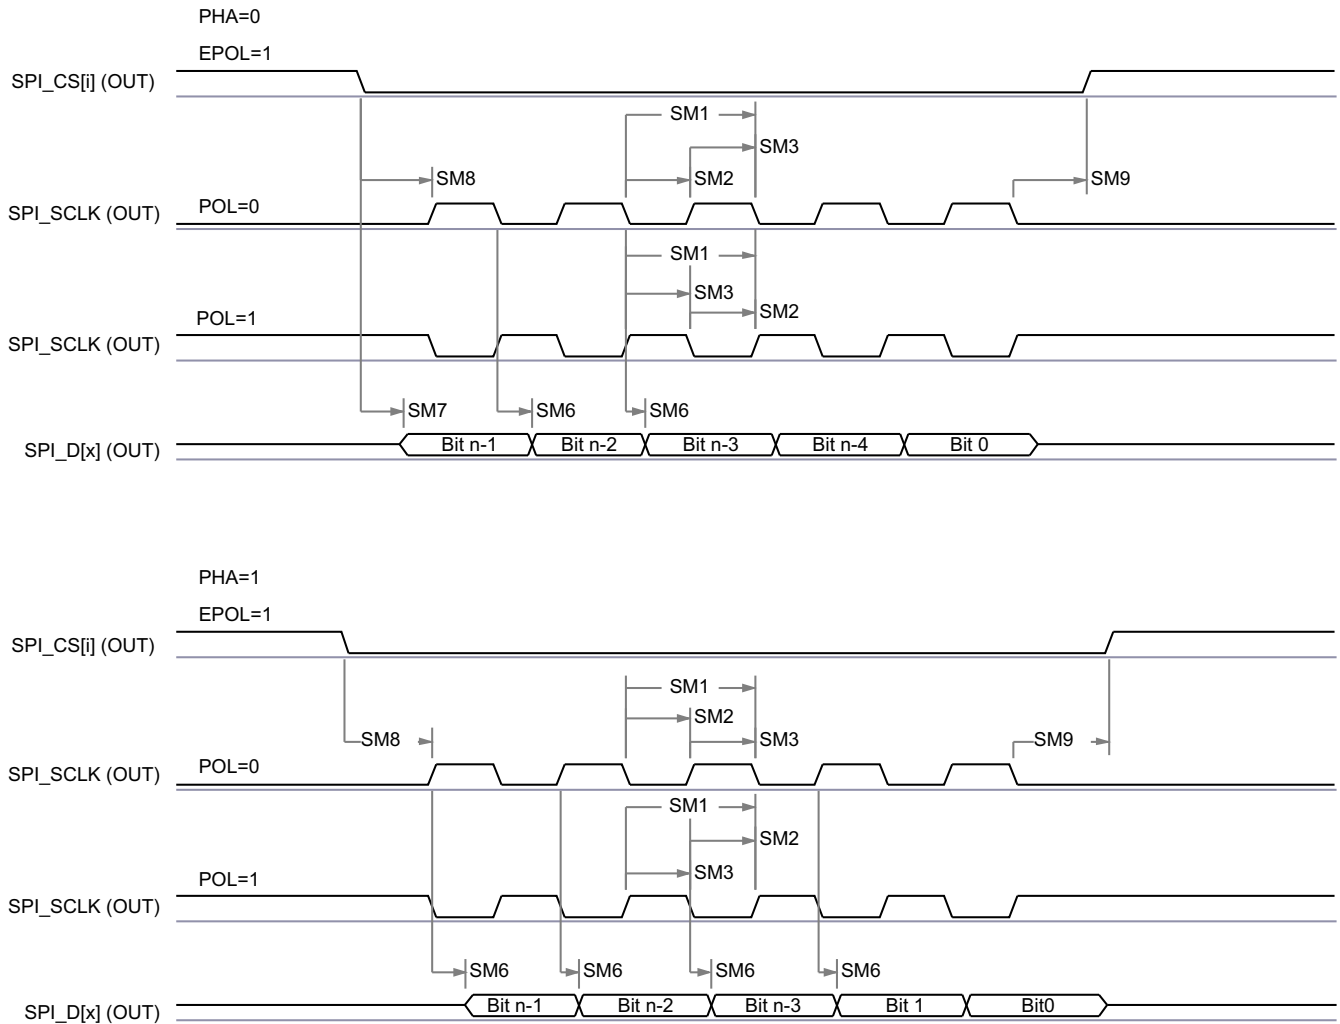 PHA=0
EPOL=1
SPI_CS[i] (OUT)
SM1
SM3
SM8
SM2
SM9
SPI_SCLK (OUT)
POL=0
SM1
SM3
SM2
POL=1
SPI_SCLK (OUT)
SM7
SM6
SM6
SPI_D[x] (OUT)
Bit n-1
Bit n-2
Bit n-3
Bit n-4
Bit 0
PHA=1
EPOL=1
SPI_CS[i] (OUT)
SM1
SM2
SM8
SM3
SM9
SPI_SCLK (OUT)
POL=0
SM1
SM2
SM3
POL=1
SPI_SCLK (OUT)
SM6
SM6
SM6
SM6
SPI_D[x] (OUT)
Bit n-1
Bit n-2
Bit n-3
Bit 1
Bit0